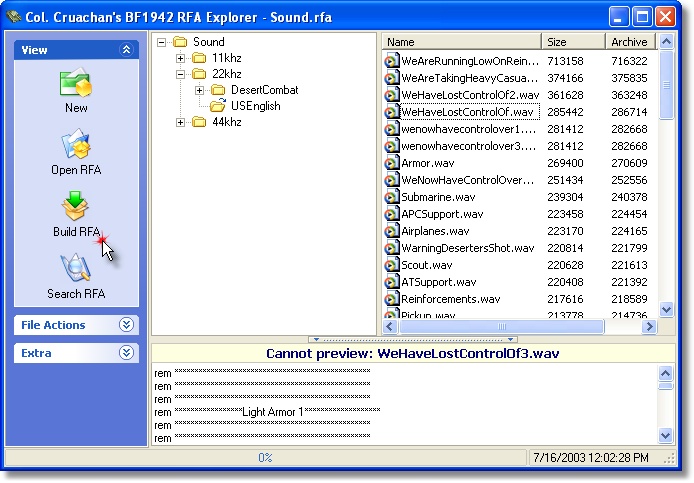 Col. Cruachan's BF1942 RFA Explorer - Sound.rfa
View
New
Open RFA
Build RFA
Search RFA
File Actions
Extra
Sound
11khz
22khz
DesertCombat
USEnglish
44khz
Name Size Archive
WeAreRunningLowOnRein... 713158 716322
WeAreTakingHeavyCasua... 374166 375835
WeHaveLostControlOf2.wav 361628 363248
WeHaveLostControlOf.wav 285442 286714
wenowhavecontrolover1.... 281412 282668
wenowhavecontrolover3.... 281412 282668
Armor.wav 269400 270609
WeNowHaveControlOver... 251434 252556
Submarine.wav 239304 240378
APCSupport.wav 223458 224454
Airplanes.wav 223170 224165
WarningDesertersShot.wav 220814 221799
Scout.wav 220628 221613
ATSupport.wav 220408 221392
Reinforcements.wav 217616 218589
Pickup.wav 213778 214736
Cannot preview: WeHaveLostControlOf3.wav
rem *******************************************
rem *******************************************
rem *******************************************
rem ***************Light Armor 1*****************
rem *******************************************
rem *******************************************
0%
7/16/2003 12:02:28 PM